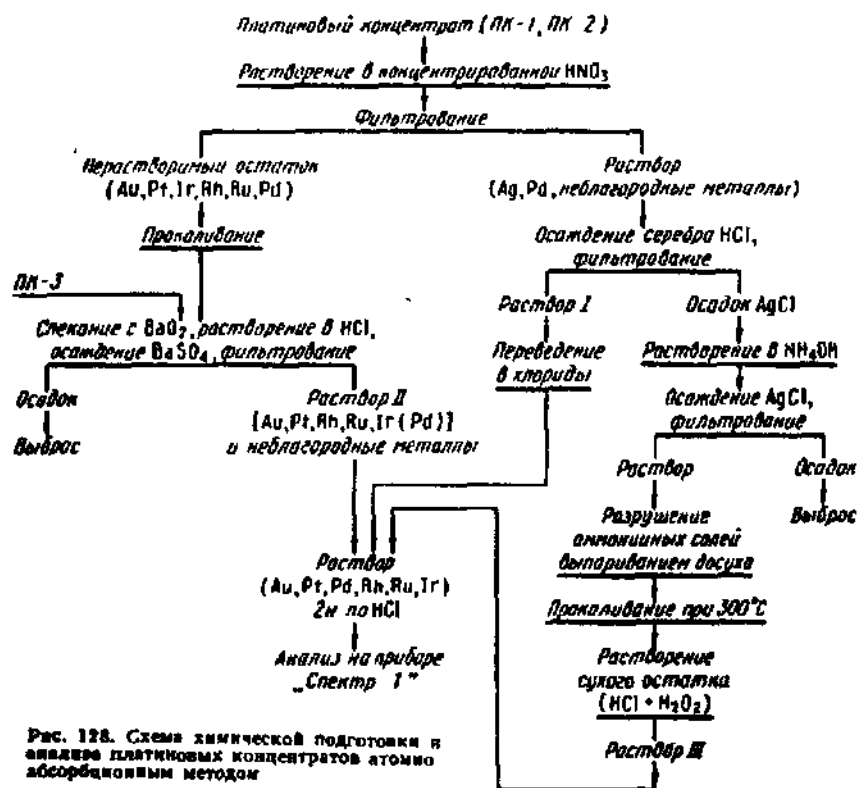 Платиновый концентрат (ПК-1, ПК 2)
Растворение в концентрированной HNO₃
Фильтрование
Нерастворимый остаток
(Au, Pt, Ir, Rh, Ru, Pd)
Прокаливание
ПК-3
Спекание с BaO₂, растворение в HCl,
осаждение BaSO₄, фильтрование
Осадок
Выброс
Раствор II
[Au, Pt, Rh, Ru, Ir (Pd)]
и неблагородные металлы
Раствор
(Ag, Pd, неблагородные металлы)
Осаждение серебра HCl,
фильтрование
Раствор I
Переведение
в хлориды
Осадок AgCl
Растворение в NH₄OH
Осаждение AgCl,
фильтрование
Раствор
Осадок
Выброс
Разрушение
аммонийных солей
выпариванием досуха
Прокаливание при 300°C
Растворение
сухого остатка
(HCl + H₂O₂)
Раствор III
Раствор
(Au, Pt, Pd, Rh, Ru, Ir)
2н по HCl
Анализ на приборе
„Спектр 1"
Рис. 128. Схема химической подготовки и
анализа платиновых концентратов атомно
абсорбционным методом